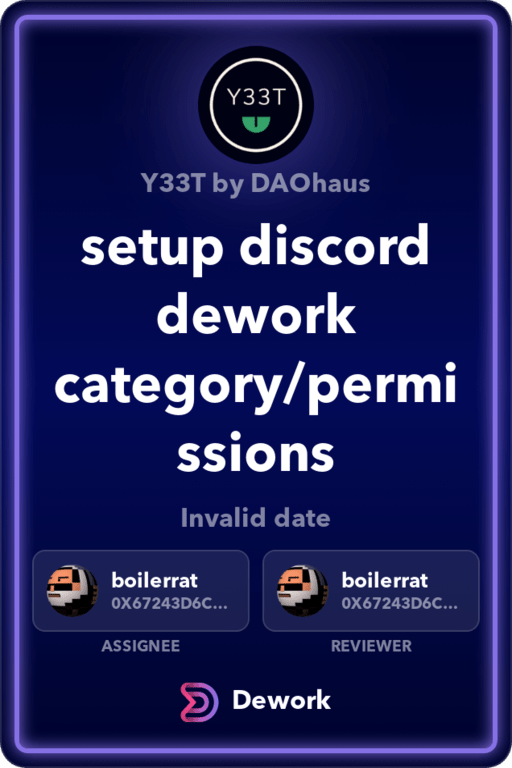 Y33T
Y33T by DAOhaus
setup discord
dework
category/permi
ssions
Invalid date
boilerrat
0X67243D6C...
ASSIGNEE
boilerrat
0X67243D6C...
REVIEWER
Dework